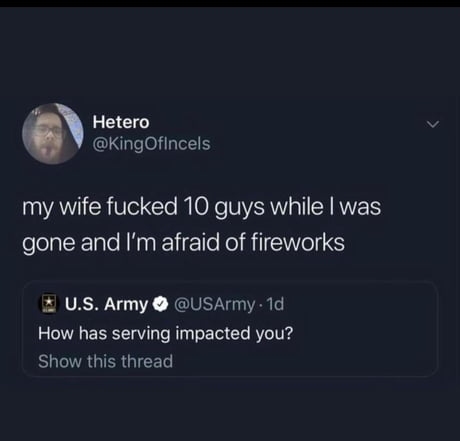 Hetero
@KingOfIncels
my wife fucked 10 guys while I was
gone and I'm afraid of fireworks
U.S. Army @USArmy · 1d
How has serving impacted you?
Show this thread